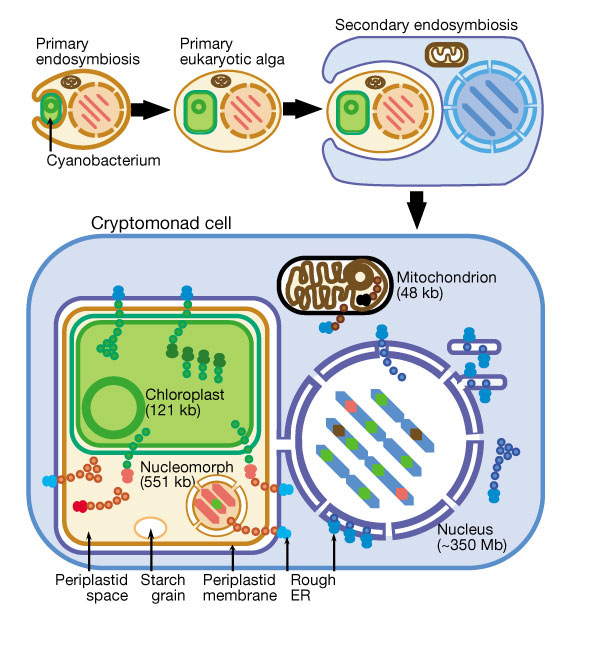 Secondary endosymbiosis
Primary
endosymbiosis
Primary
eukaryotic alga
Cyanobacterium
Cryptomonad cell
Mitochondrion
(48 kb)
Chloroplast
(121 kb)
Nucleomorph
(551 kb)
Nucleus
(~350 Mb)
Periplastid
space
Starch
grain
Periplastid
membrane
Rough
ER